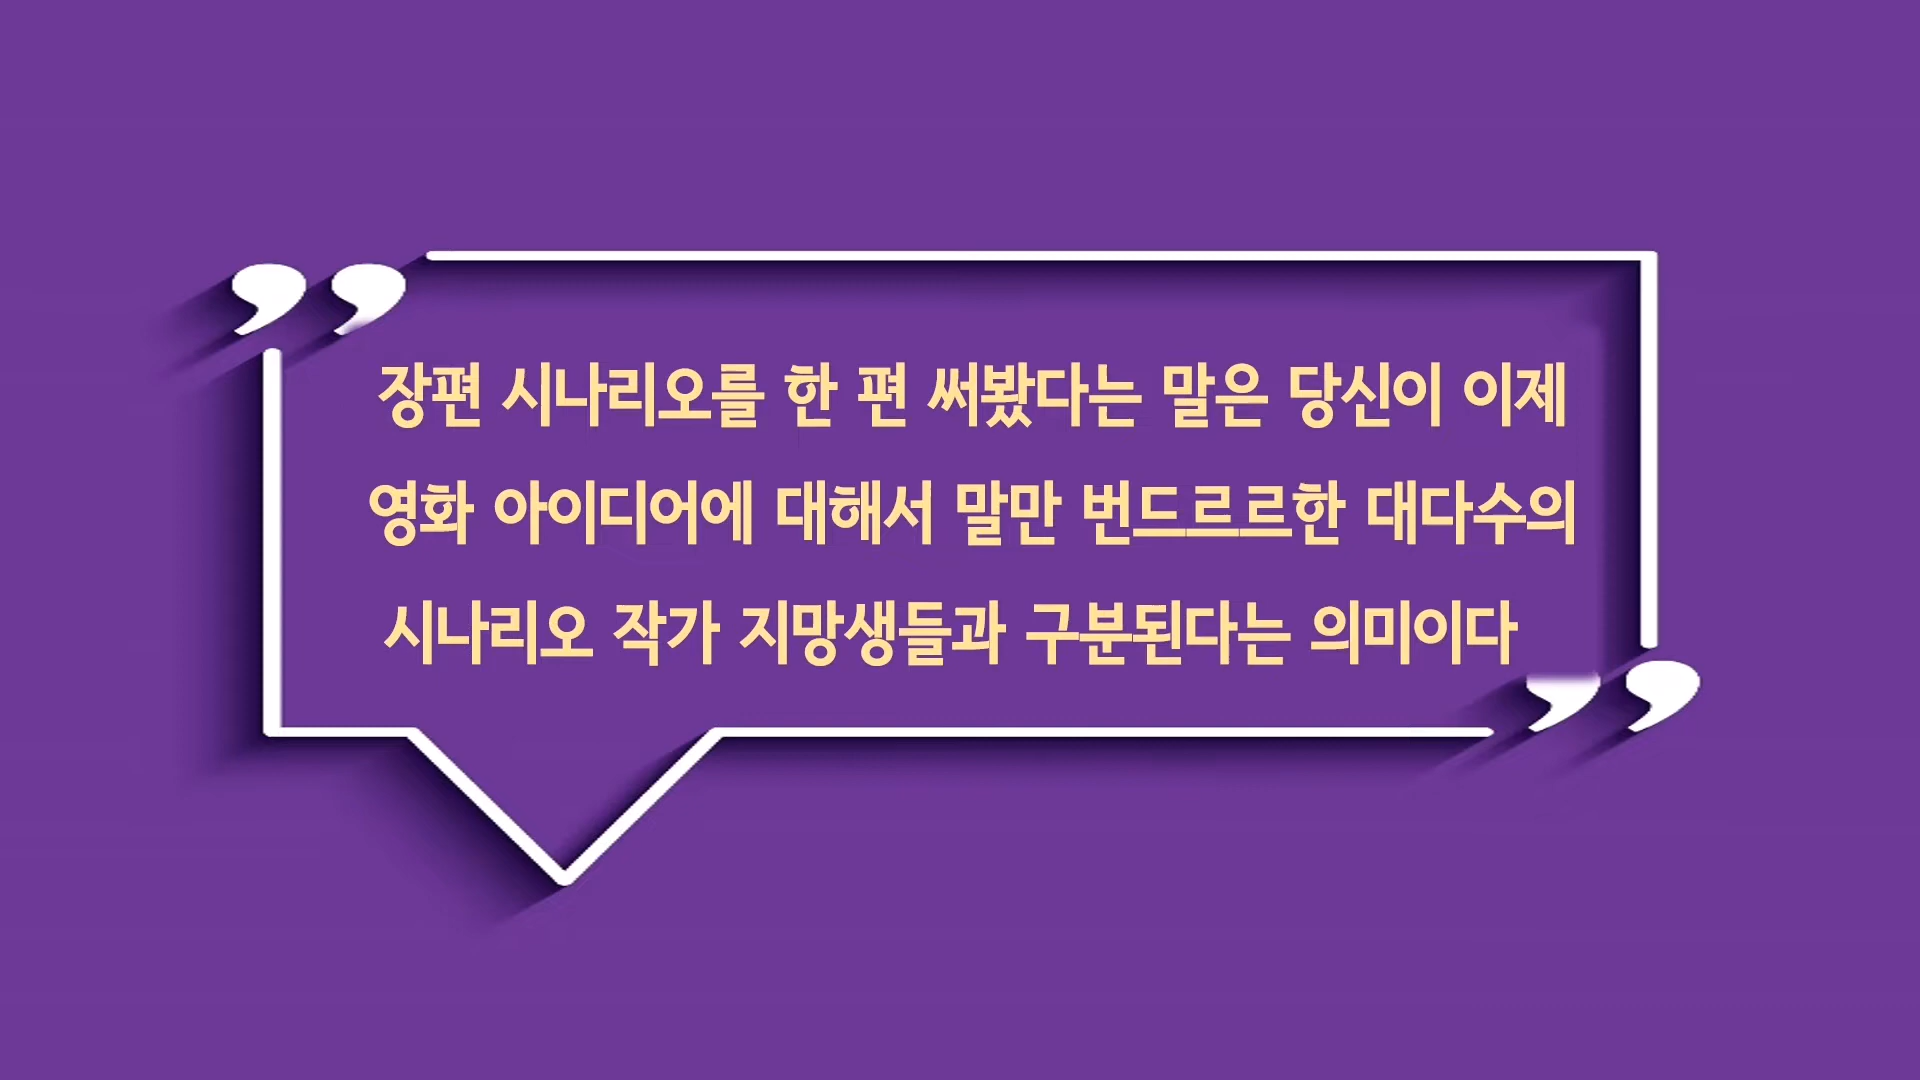 장편 시나리오를 한 편 써봤다는 말은 당신이 이제
영화 아이디어에 대해서 말만 번드르르한 대다수의
시나리오 작가 지망생들과 구분된다는 의미이다